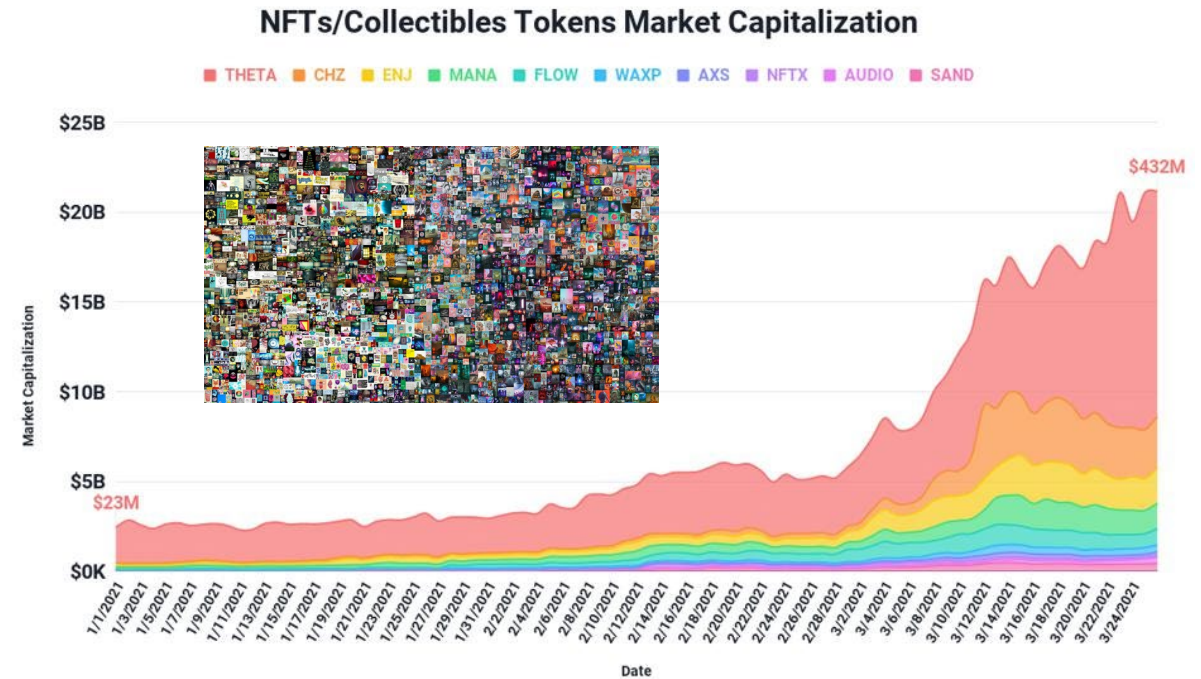 NFTs/Collectibles Tokens Market Capitalization
THETA CHZ ENJ MANA FLOW WAXP AXS NFTX AUDIO SAND
$25B
$432M
$20B
$15B
$10B
$5B
$23M
$0K
Market Capitalization
1/1/2021 1/3/2021 1/5/2021 1/7/2021 1/9/2021 1/11/2021 1/13/2021 1/15/2021 1/17/2021 1/19/2021 1/21/2021 1/23/2021 1/25/2021 1/27/2021 1/29/2021 1/31/2021 2/2/2021 2/4/2021 2/6/2021 2/8/2021 2/10/2021 2/12/2021 2/14/2021 2/16/2021 2/18/2021 2/20/2021 2/22/2021 2/24/2021 2/26/2021 2/28/2021 3/2/2021 3/4/2021 3/6/2021 3/8/2021 3/10/2021 3/12/2021 3/14/2021 3/16/2021 3/18/2021 3/20/2021 3/22/2021 3/24/2021
Date